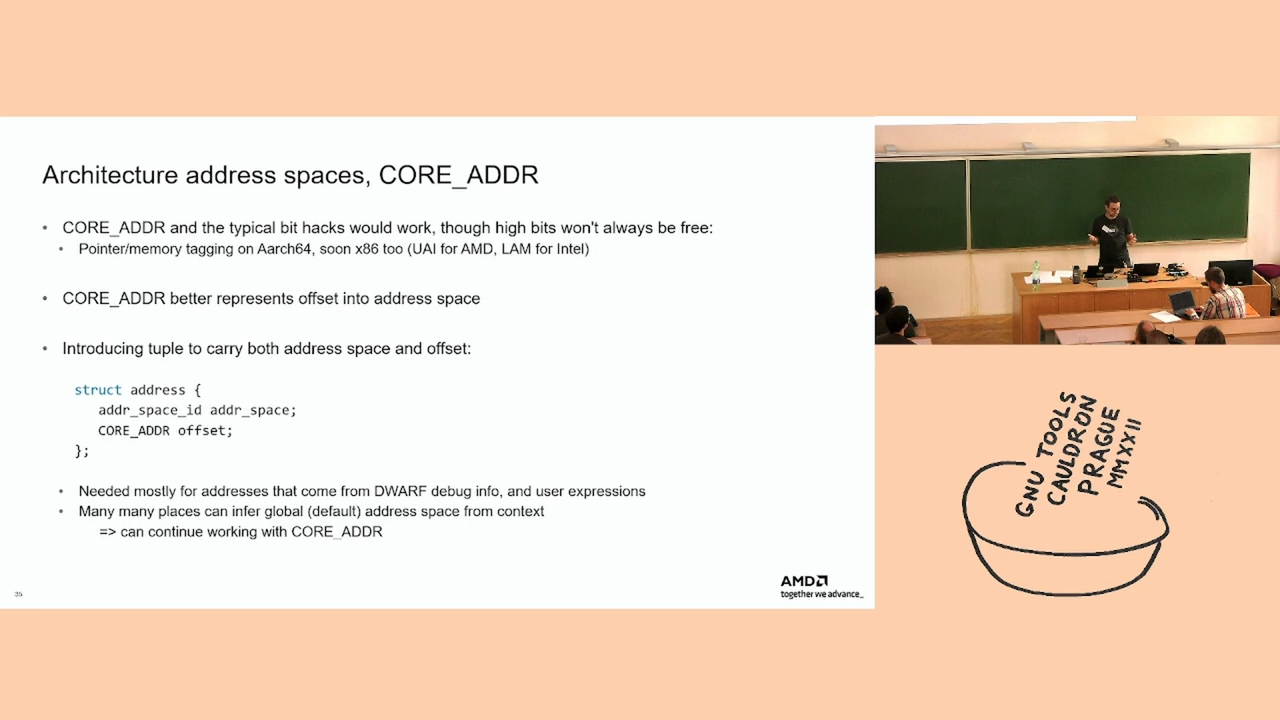 Architecture address spaces, CORE_ADDR
• CORE_ADDR and the typical bit hacks would work, though high bits won't always be free:
• Pointer/memory tagging on Aarch64, soon x86 too (UAI for AMD, LAM for Intel)
• CORE_ADDR better represents offset into address space
• Introducing tuple to carry both address space and offset:
struct address {
addr_space_id addr_space;
CORE_ADDR offset;
};
• Needed mostly for addresses that come from DWARF debug info, and user expressions
• Many many places can infer global (default) address space from context
=> can continue working with CORE_ADDR
35
AMD
together we advance_
GNU TOOLS
CAULDRON
PRAGUE
MMXXII